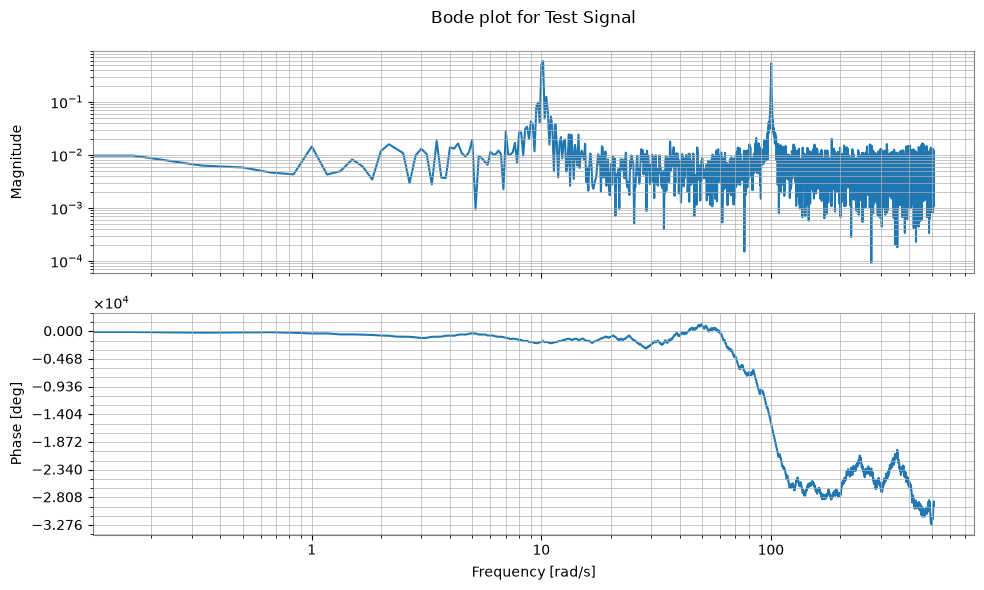 Bode plot for Test Signal
Magnitude
10⁻¹
10⁻²
10⁻³
10⁻⁴
×10⁴
Phase [deg]
0.000
−0.468
−0.936
−1.404
−1.872
−2.340
−2.808
−3.276
1 10 100
Frequency [rad/s]